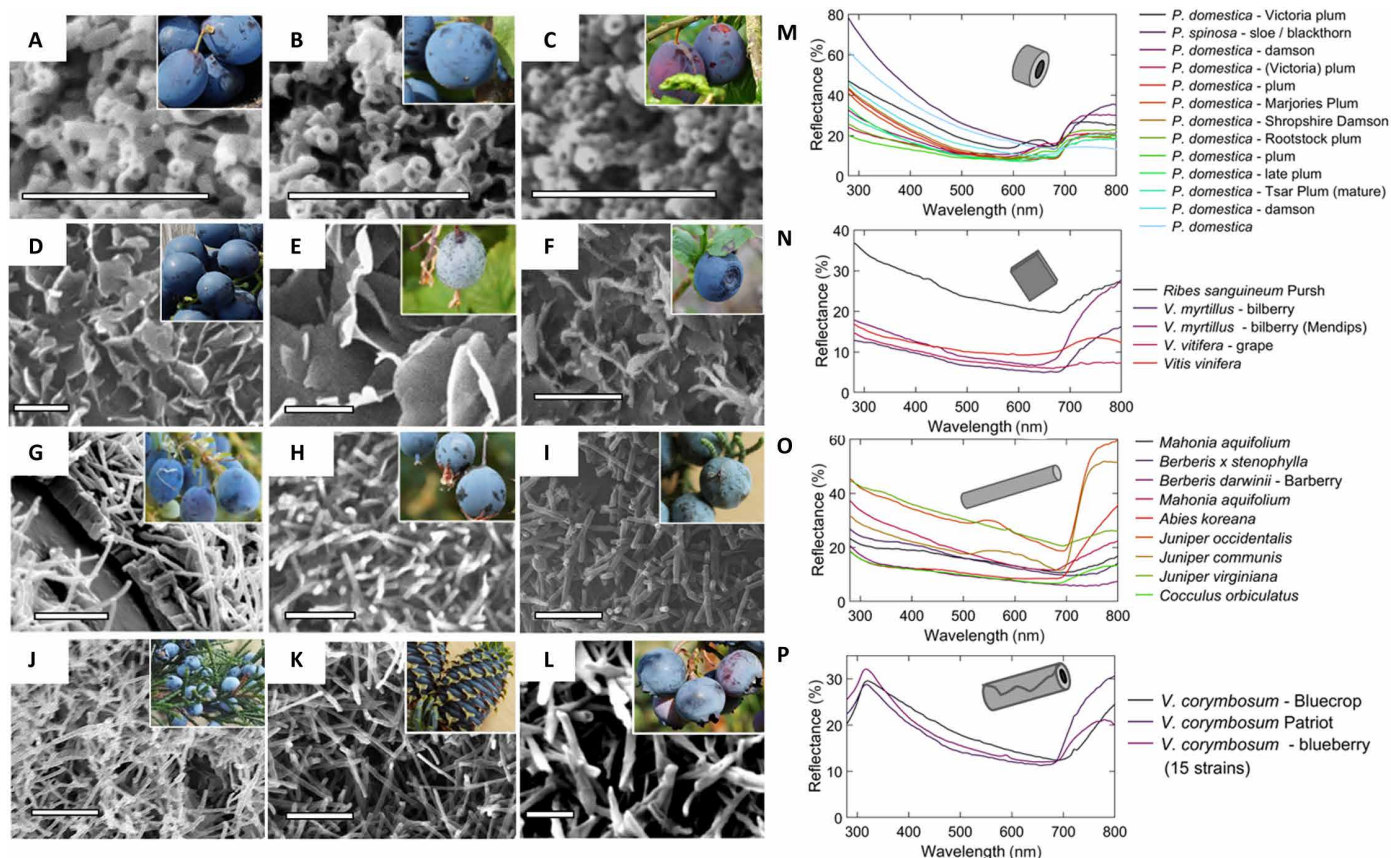 A
B
C
D
E
F
G
H
I
J
K
L
M
80
60
40
20
0
Reflectance (%)
300 400 500 600 700 800
Wavelength (nm)
P. domestica - Victoria plum
P. spinosa - sloe / blackthorn
P. domestica - damson
P. domestica - (Victoria) plum
P. domestica - plum
P. domestica - Marjories Plum
P. domestica - Shropshire Damson
P. domestica - Rootstock plum
P. domestica - plum
P. domestica - late plum
P. domestica - Tsar Plum (mature)
P. domestica - damson
P. domestica
N
40
30
20
10
0
Reflectance (%)
300 400 500 600 700 800
Wavelength (nm)
Ribes sanguineum Pursh
V. myrtillus - bilberry
V. myrtillus - bilberry (Mendips)
V. vitifera - grape
Vitis vinifera
O
60
40
20
0
Reflectance (%)
300 400 500 600 700 800
Wavelength (nm)
Mahonia aquifolium
Berberis x stenophylla
Berberis darwinii - Barberry
Mahonia aquifolium
Abies koreana
Juniper occidentalis
Juniper communis
Juniper virginiana
Cocculus orbiculatus
P
30
20
10
0
Reflectance (%)
300 400 500 600 700 800
Wavelength (nm)
V. corymbosum - Bluecrop
V. corymbosum Patriot
V. corymbosum - blueberry
(15 strains)